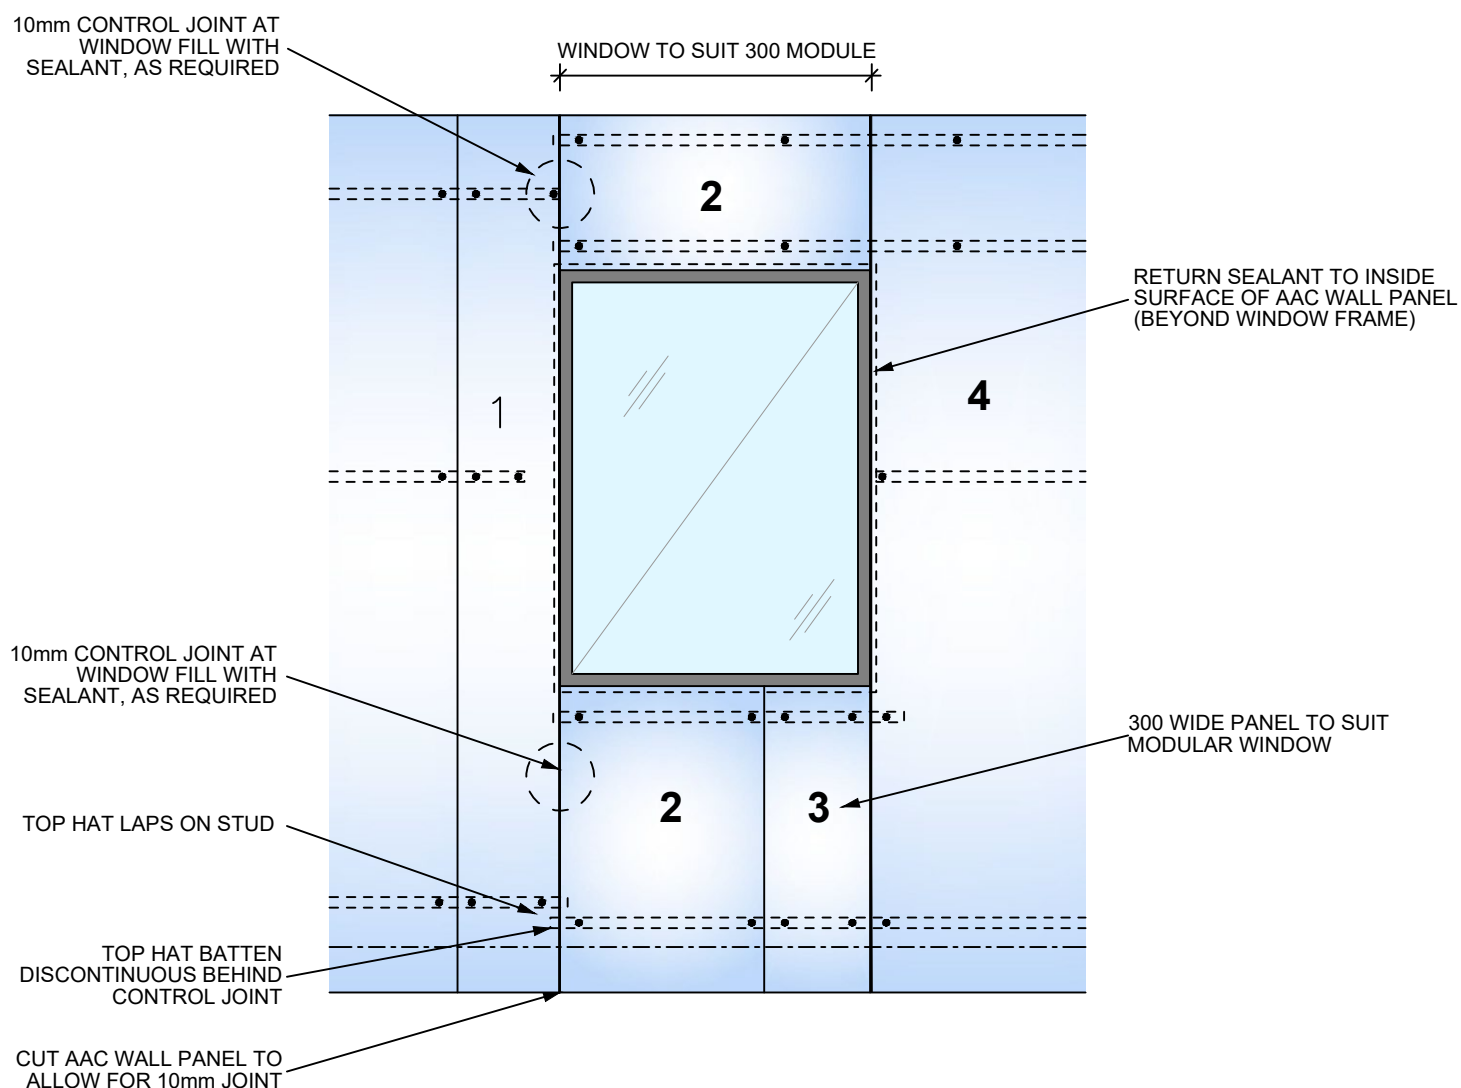 10mm CONTROL JOINT AT
WINDOW FILL WITH
SEALANT, AS REQUIRED
WINDOW TO SUIT 300 MODULE
2
RETURN SEALANT TO INSIDE
SURFACE OF AAC WALL PANEL
(BEYOND WINDOW FRAME)
1
4
10mm CONTROL JOINT AT
WINDOW FILL WITH
SEALANT, AS REQUIRED
300 WIDE PANEL TO SUIT
MODULAR WINDOW
2
3
TOP HAT LAPS ON STUD
TOP HAT BATTEN
DISCONTINUOUS BEHIND
CONTROL JOINT
CUT AAC WALL PANEL TO
ALLOW FOR 10mm JOINT